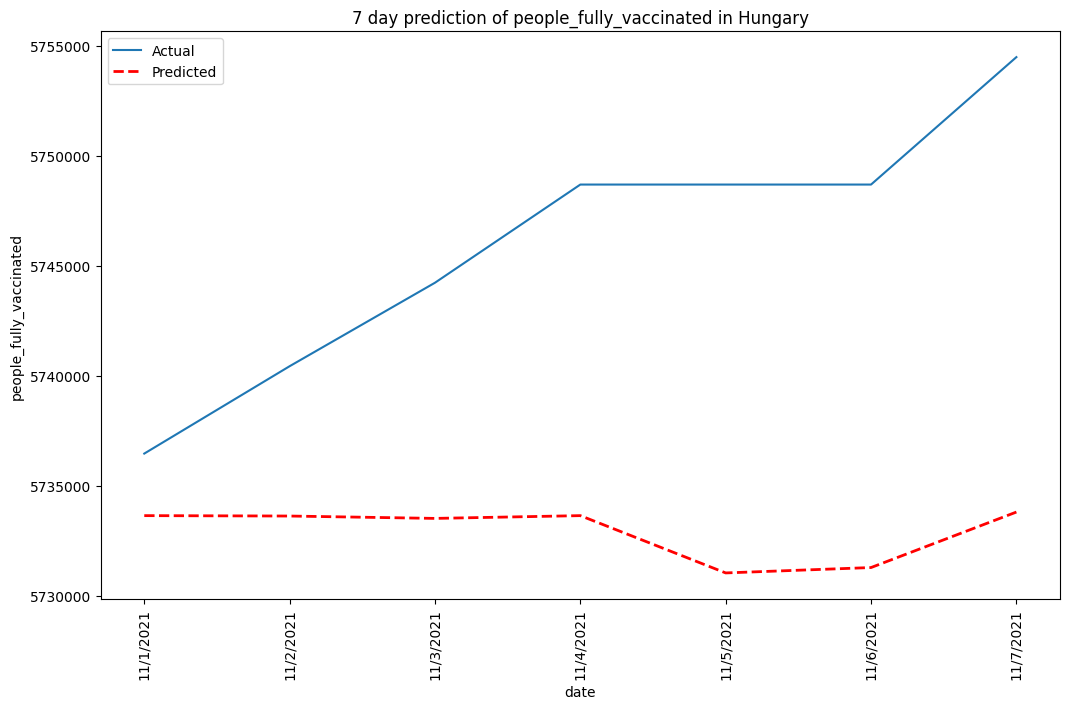 7 day prediction of people_fully_vaccinated in Hungary
Actual
Predicted
people_fully_vaccinated
5755000
5750000
5745000
5740000
5735000
5730000
11/1/2021
11/2/2021
11/3/2021
11/4/2021
11/5/2021
11/6/2021
11/7/2021
date